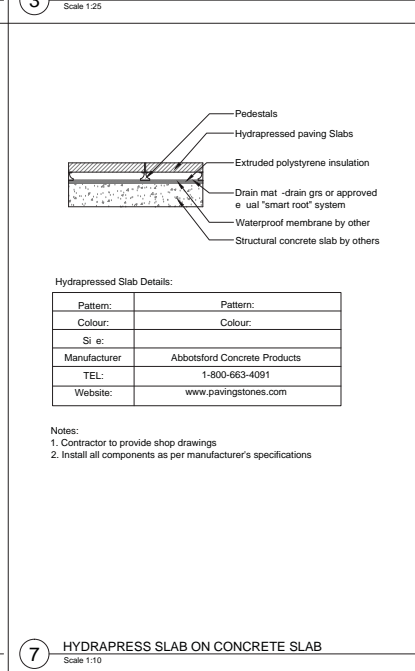 3
Scale 1:25
Pedestals
Hydrapressed paving Slabs
Extruded polystyrene insulation
Drain mat -drain grs or approved
e ual "smart root" system
Waterproof membrane by other
Structural concrete slab by others
Hydrapressed Slab Details:
Pattern: Pattern:
Colour: Colour:
Si e:
Manufacturer Abbotsford Concrete Products
TEL: 1-800-663-4091
Website: www.pavingstones.com
Notes:
1. Contractor to provide shop drawings
2. Install all components as per manufacturer's specifications
7 HYDRAPRESS SLAB ON CONCRETE SLAB
Scale 1:10